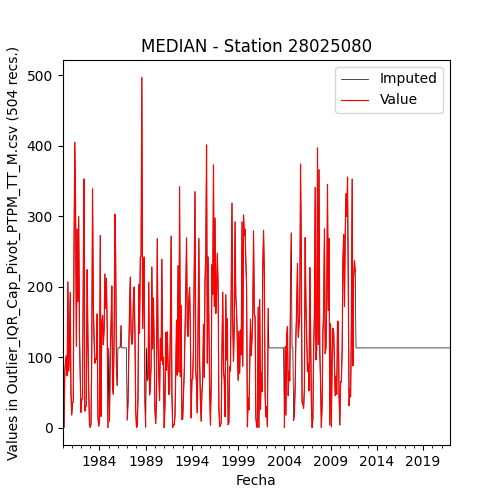 MEDIAN - Station 28025080
Values in Outlier_IQR_Cap_Pivot_PTPM_TT_M.csv (504 recs.)
500
400
300
200
100
0
Imputed
Value
1984 1989 1994 1999 2004 2009 2014 2019
Fecha